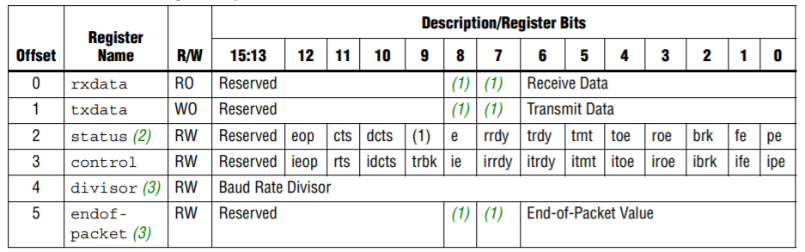 Description/Register Bits
Offset Register Name R/W 15:13 12 11 10 9 8 7 6 5 4 3 2 1 0
0 rxdata RO Reserved (1) (1) Receive Data
1 txdata WO Reserved (1) (1) Transmit Data
2 status (2) RW Reserved eop cts dcts (1) e rrdy trdy tmt toe roe brk fe pe
3 control RW Reserved ieop rts idcts trbk ie irrdy itrdy itmt itoe iroe ibrk ife ipe
4 divisor (3) RW Baud Rate Divisor
5 endof-packet (3) RW Reserved (1) (1) End-of-Packet Value